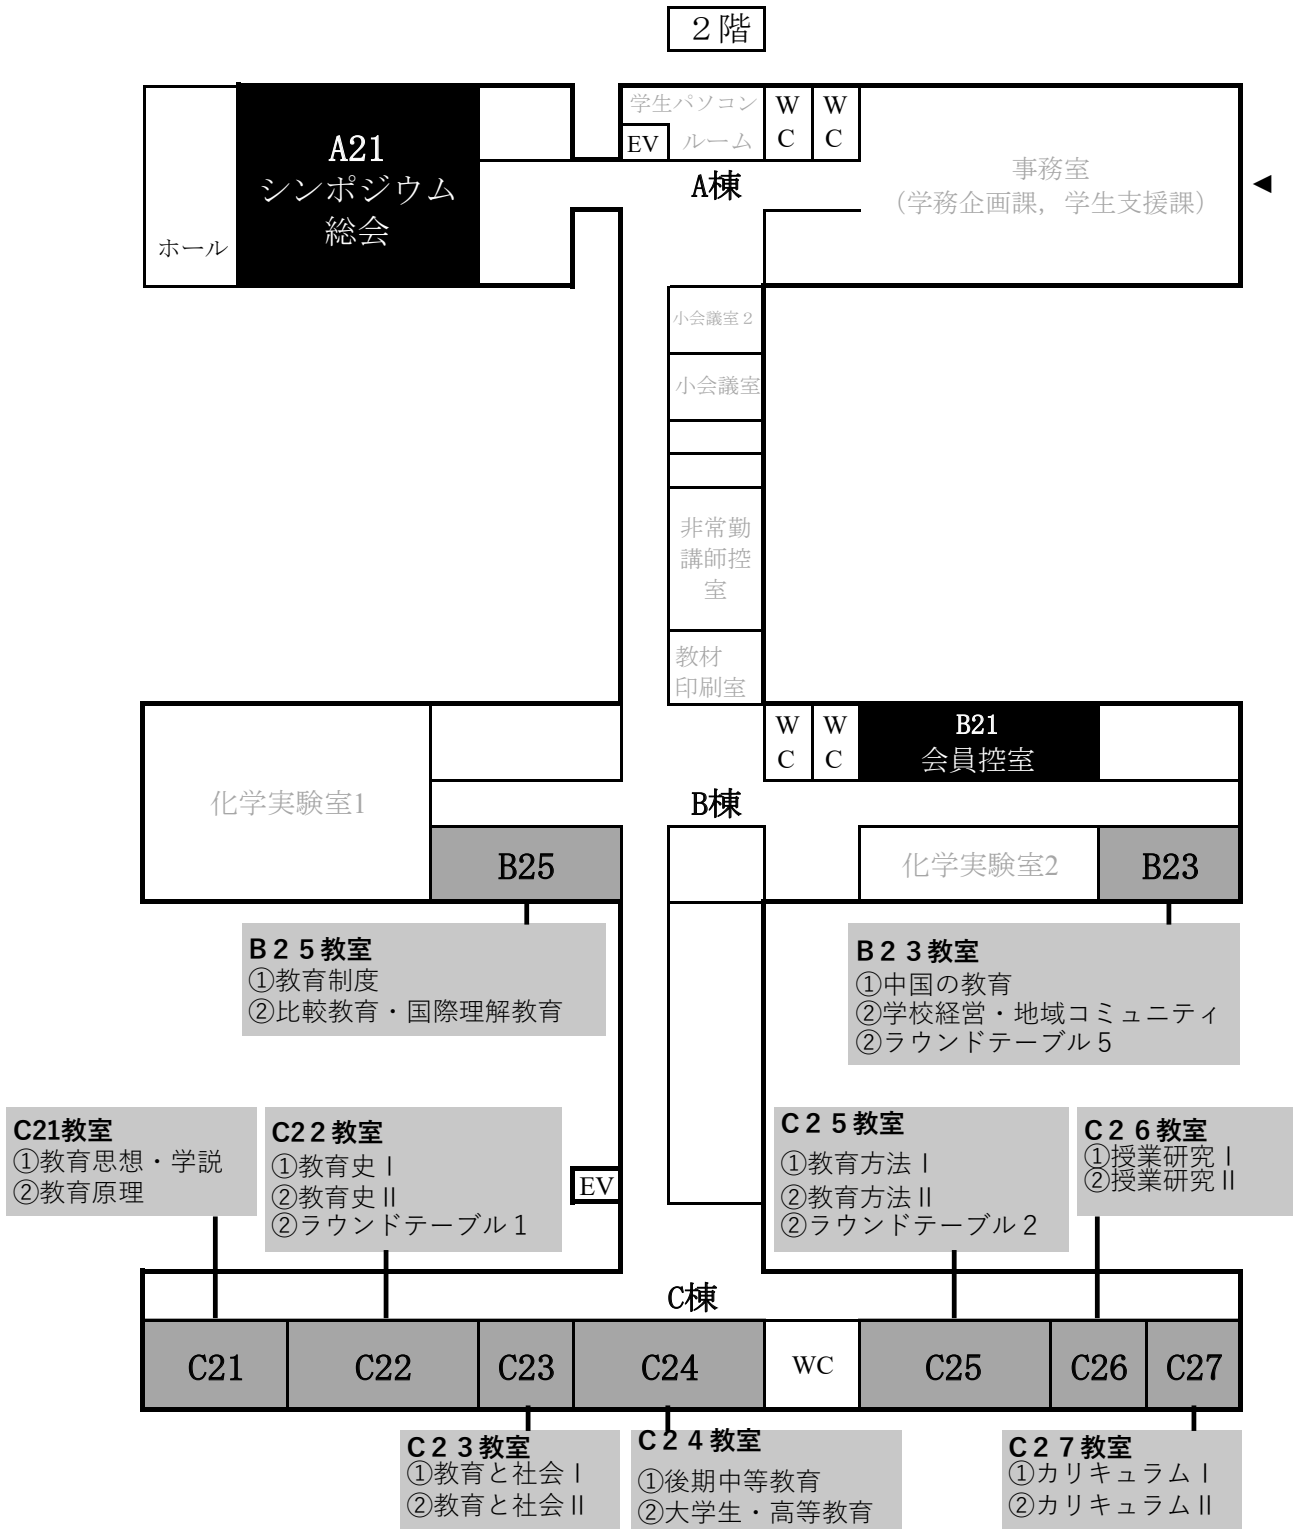 ２階
学生パソコン
ルーム
EV
W
C
W
C
A21
シンポジウム
総会
ホール
A棟
事務室
（学務企画課，学生支援課）
◀
小会議室２
小会議室
非常勤
講師控
室
教材
印刷室
W
C
W
C
B21
会員控室
化学実験室1
B棟
B25
化学実験室2
B23
B２５教室
①教育制度
②比較教育・国際理解教育
B２３教室
①中国の教育
②学校経営・地域コミュニティ
②ラウンドテーブル５
C21教室
①教育思想・学説
②教育原理
C2２教室
①教育史Ⅰ
②教育史Ⅱ
②ラウンドテーブル１
EV
C２５教室
①教育方法Ⅰ
②教育方法Ⅱ
②ラウンドテーブル２
C２６教室
①授業研究Ⅰ
②授業研究Ⅱ
C棟
C21
C22
C23
C24
WC
C25
C26
C27
C２３教室
①教育と社会Ⅰ
②教育と社会Ⅱ
C２４教室
①後期中等教育
②大学生・高等教育
C２７教室
①カリキュラムⅠ
②カリキュラムⅡ